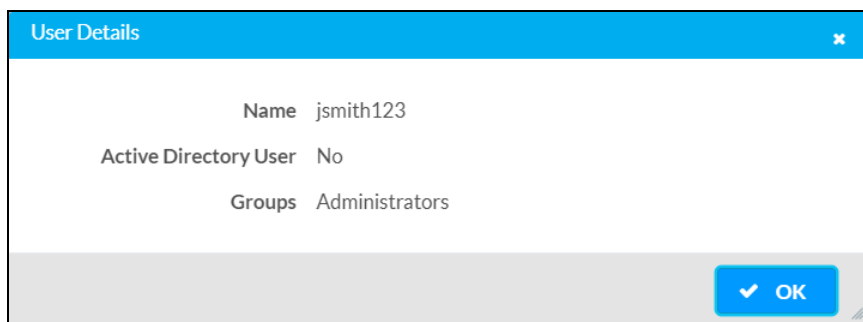 User Details
Name jsmith123
Active Directory User No
Groups Administrators
OK